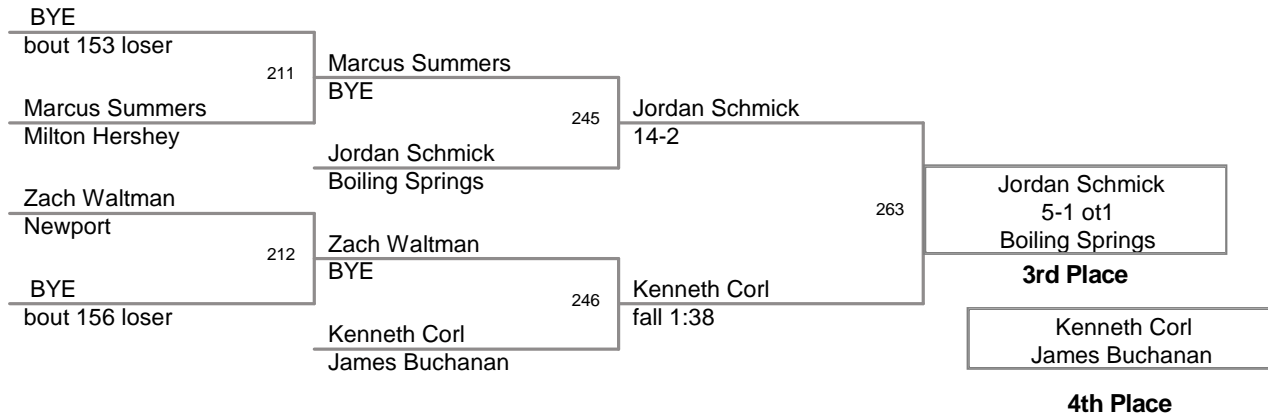 BYE
bout 153 loser
211
Marcus Summers
Milton Hershey
Marcus Summers
BYE
245
Jordan Schmick
Boiling Springs
Jordan Schmick
14-2
Zach Waltman
Newport
212
BYE
bout 156 loser
Zach Waltman
BYE
246
Kenneth Corl
James Buchanan
Kenneth Corl
fall 1:38
263
Jordan Schmick
5-1 ot1
Boiling Springs
3rd Place
Kenneth Corl
James Buchanan
4th Place